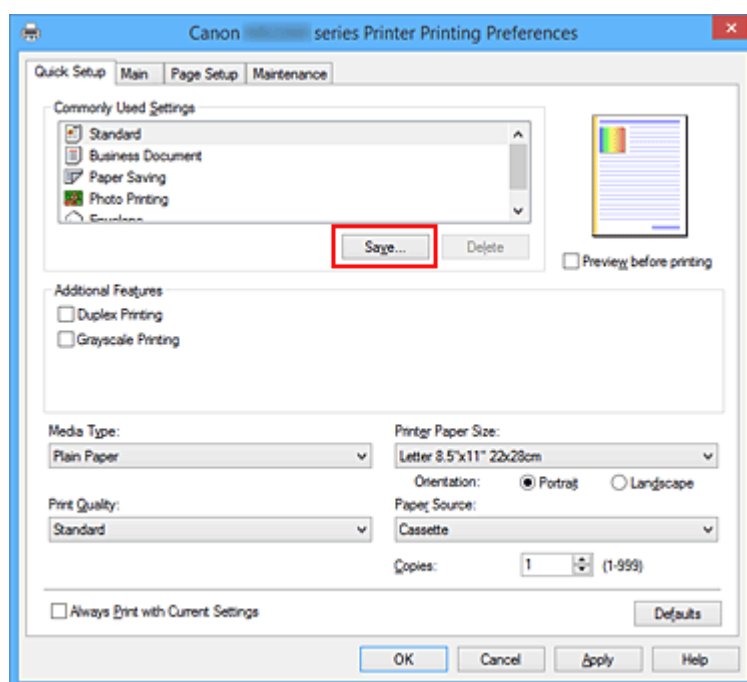 Canon series Printer Printing Preferences
Quick Setup Main Page Setup Maintenance
Commonly Used Settings
Standard
Business Document
Paper Saving
Photo Printing
Envelope
Save... Delete
Preview before printing
Additional Features
Duplex Printing
Grayscale Printing
Media Type:
Plain Paper
Printer Paper Size:
Letter 8.5"x11" 22x28cm
Orientation: Portrait Landscape
Print Quality:
Standard
Paper Source:
Cassette
Copies: 1 (1-999)
Always Print with Current Settings
Defaults
OK Cancel Apply Help